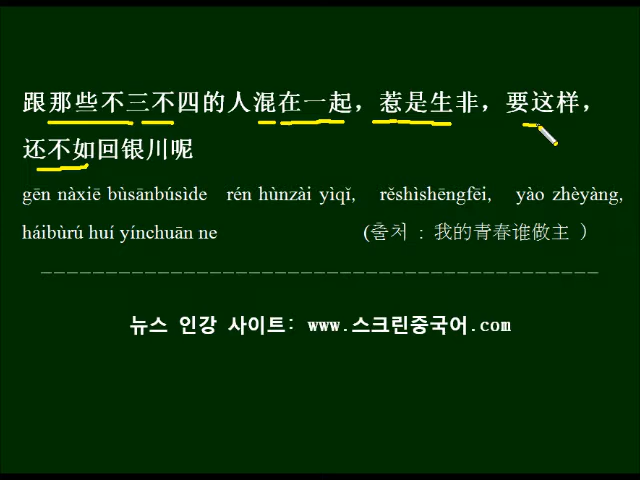 跟那些不三不四的人混在一起，惹是生非，要这样，
还不如回银川呢
gēn nàxiē bùsānbúsìde rén hùnzài yìqǐ, rěshìshēngfēi, yào zhèyàng,
háibùrú huí yínchuān ne (출처 : 我的青春谁做主 )
뉴스 인강 사이트: www.스크린중국어.com